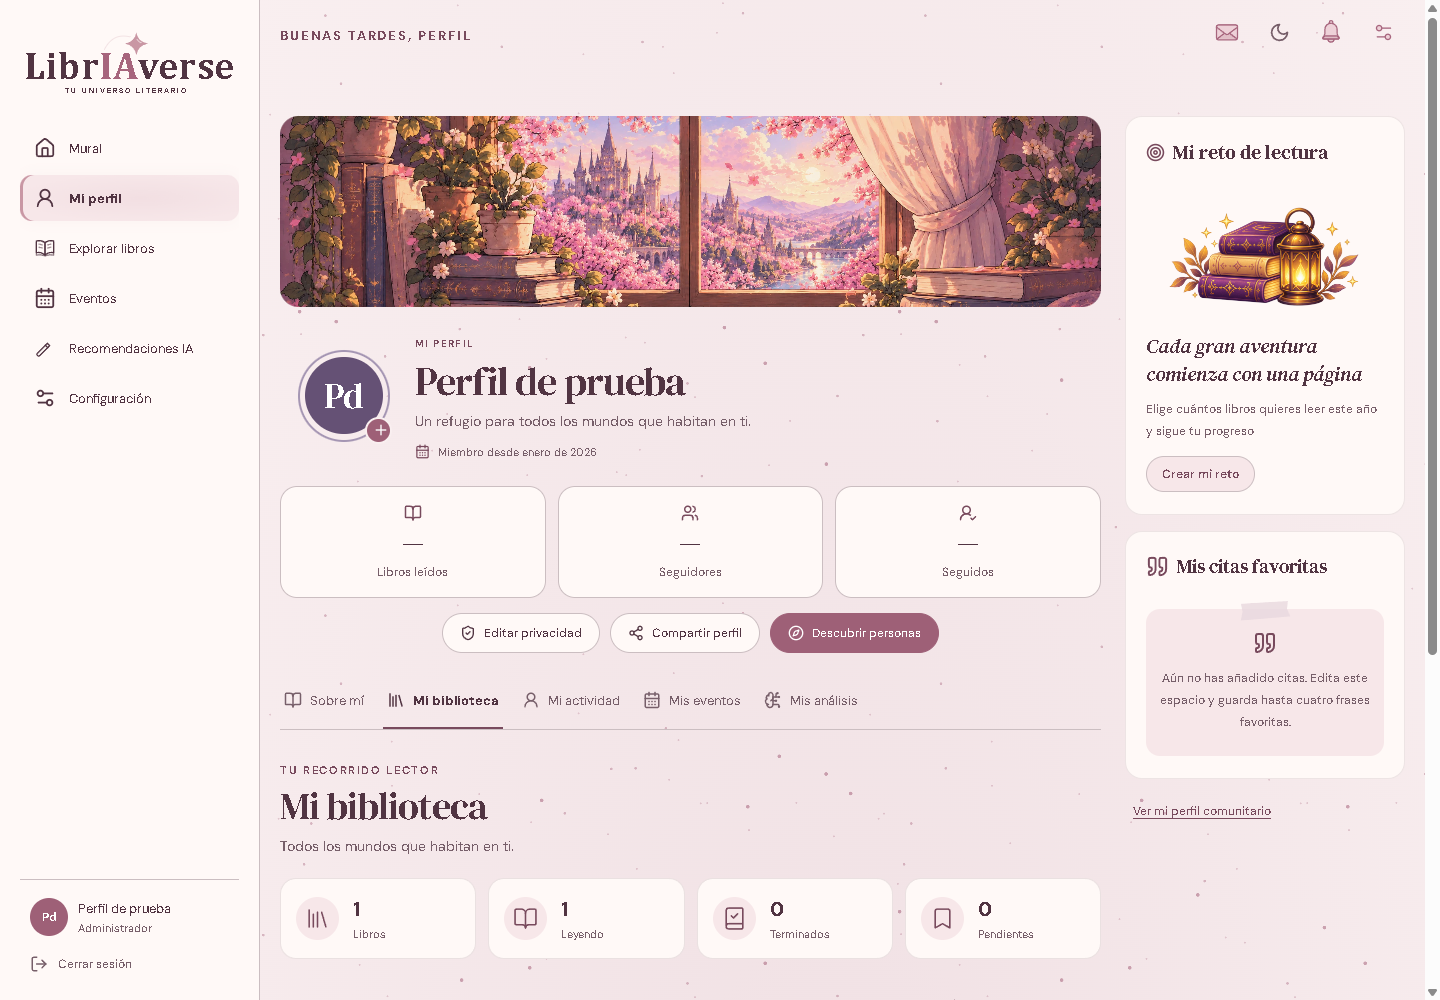 LibrIAverse
TU UNIVERSO LITERARIO
Mural
Mi perfil
Explorar libros
Eventos
Recomendaciones IA
Configuración
Pd
Perfil de prueba
Administrador
Cerrar sesión
BUENAS TARDES, PERFIL
Pd
MI PERFIL
Perfil de prueba
Un refugio para todos los mundos que habitan en ti.
Miembro desde enero de 2026
—
Libros leídos
—
Seguidores
—
Seguidos
Editar privacidad
Compartir perfil
Descubrir personas
Sobre mí
Mi biblioteca
Mi actividad
Mis eventos
Mis análisis
TU RECORRIDO LECTOR
Mi biblioteca
Todos los mundos que habitan en ti.
1
Libros
1
Leyendo
0
Terminados
0
Pendientes
Mi reto de lectura
Cada gran aventura
comienza con una página
Elige cuántos libros quieres leer este año
y sigue tu progreso
Crear mi reto
Mis citas favoritas
Aún no has añadido citas. Edita este
espacio y guarda hasta cuatro frases
favoritas.
Ver mi perfil comunitario